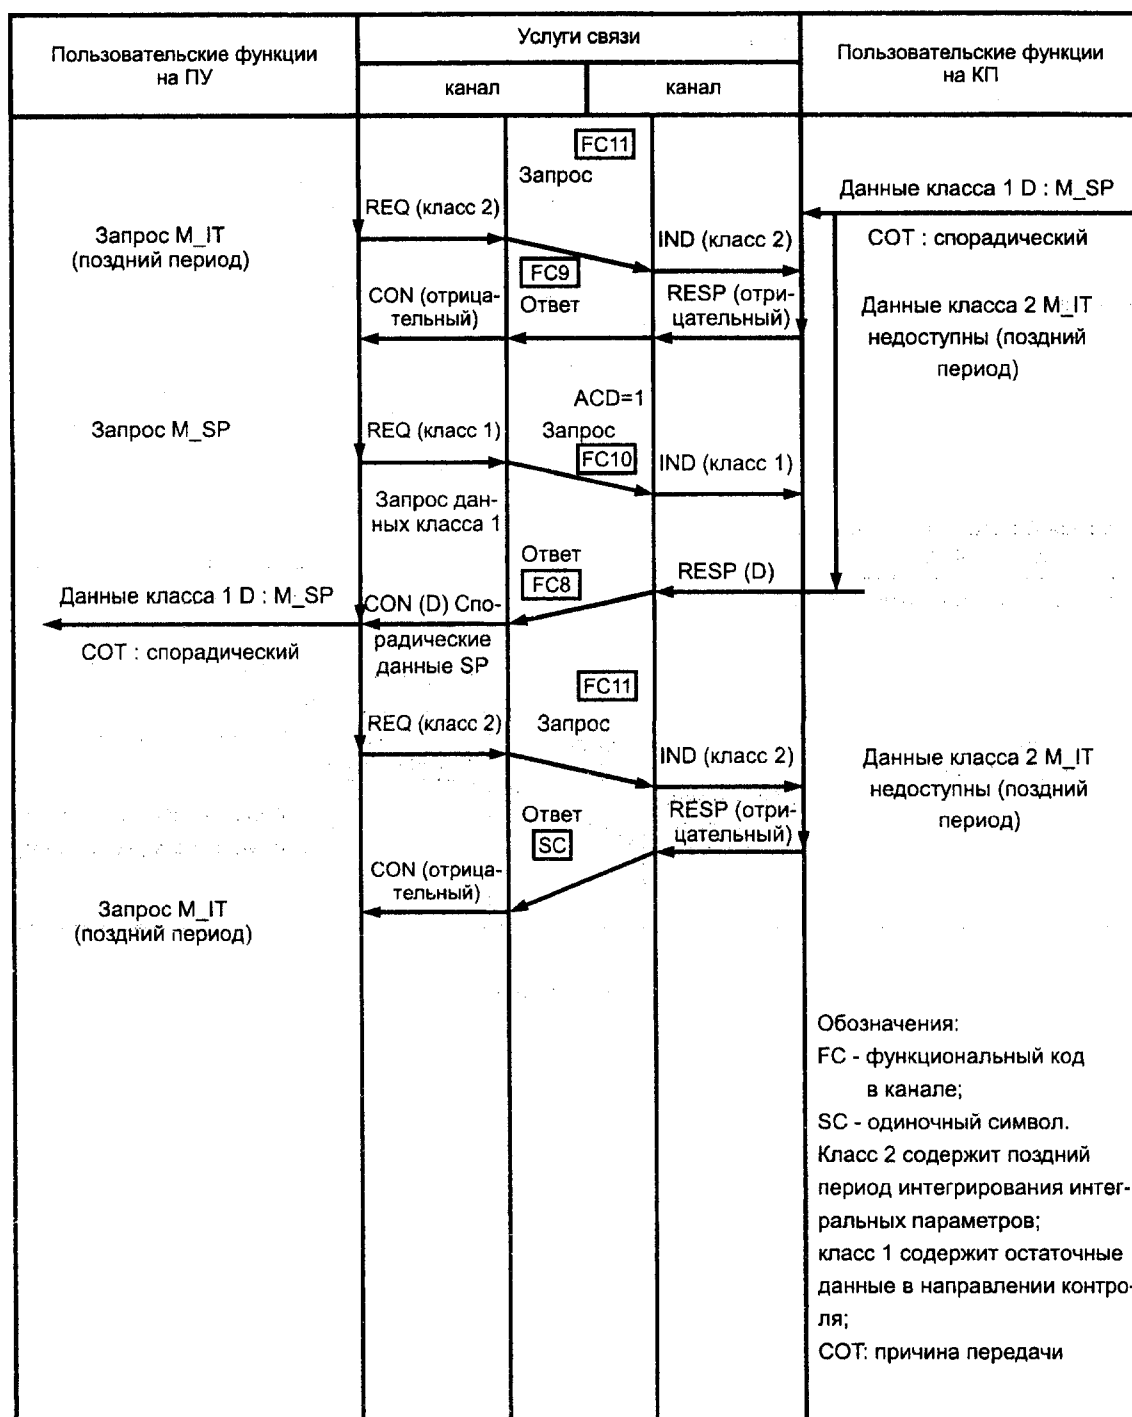 Пользовательские функции
на ПУ
Услуги связи
канал
канал
Пользовательские функции
на КП
FC11
Запрос
Данные класса 1 D : M_SP
REQ (класс 2)
Запрос M_IT
(поздний период)
IND (класс 2)
COT : спорадический
FC9
CON (отрица-
тельный)
Ответ
RESP (отри-
цательный)
Данные класса 2 M_IT
недоступны (поздний
период)
ACD=1
Запрос M_SP
REQ (класс 1)
Запрос
FC10
IND (класс 1)
Запрос дан-
ных класса 1
Ответ
FC8
RESP (D)
Данные класса 1 D : M_SP
CON (D) Спо-
радические
данные SP
COT : спорадический
FC11
REQ (класс 2)
Запрос
IND (класс 2)
Данные класса 2 M_IT
недоступны (поздний
период)
Ответ
SC
RESP (отри-
цательный)
CON (отрица-
тельный)
Запрос M_IT
(поздний период)
Обозначения:
FC - функциональный код
в канале;
SC - одиночный символ.
Класс 2 содержит поздний
период интегрирования интег-
ральных параметров;
класс 1 содержит остаточные
данные в направлении контро-
ля;
COT: причина передачи